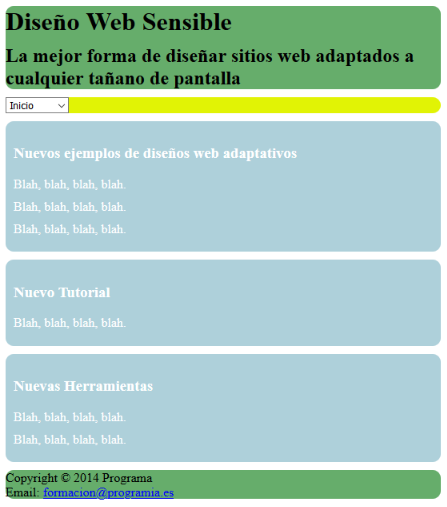 Diseño Web Sensible
La mejor forma de diseñar sitios web adaptados a
cualquier tañano de pantalla
Inicio
Nuevos ejemplos de diseños web adaptativos
Blah, blah, blah, blah.
Blah, blah, blah, blah.
Blah, blah, blah, blah.
Nuevo Tutorial
Blah, blah, blah, blah.
Nuevas Herramientas
Blah, blah, blah, blah.
Blah, blah, blah, blah.
Copyright © 2014 Programa
Email: formacion@programia.es